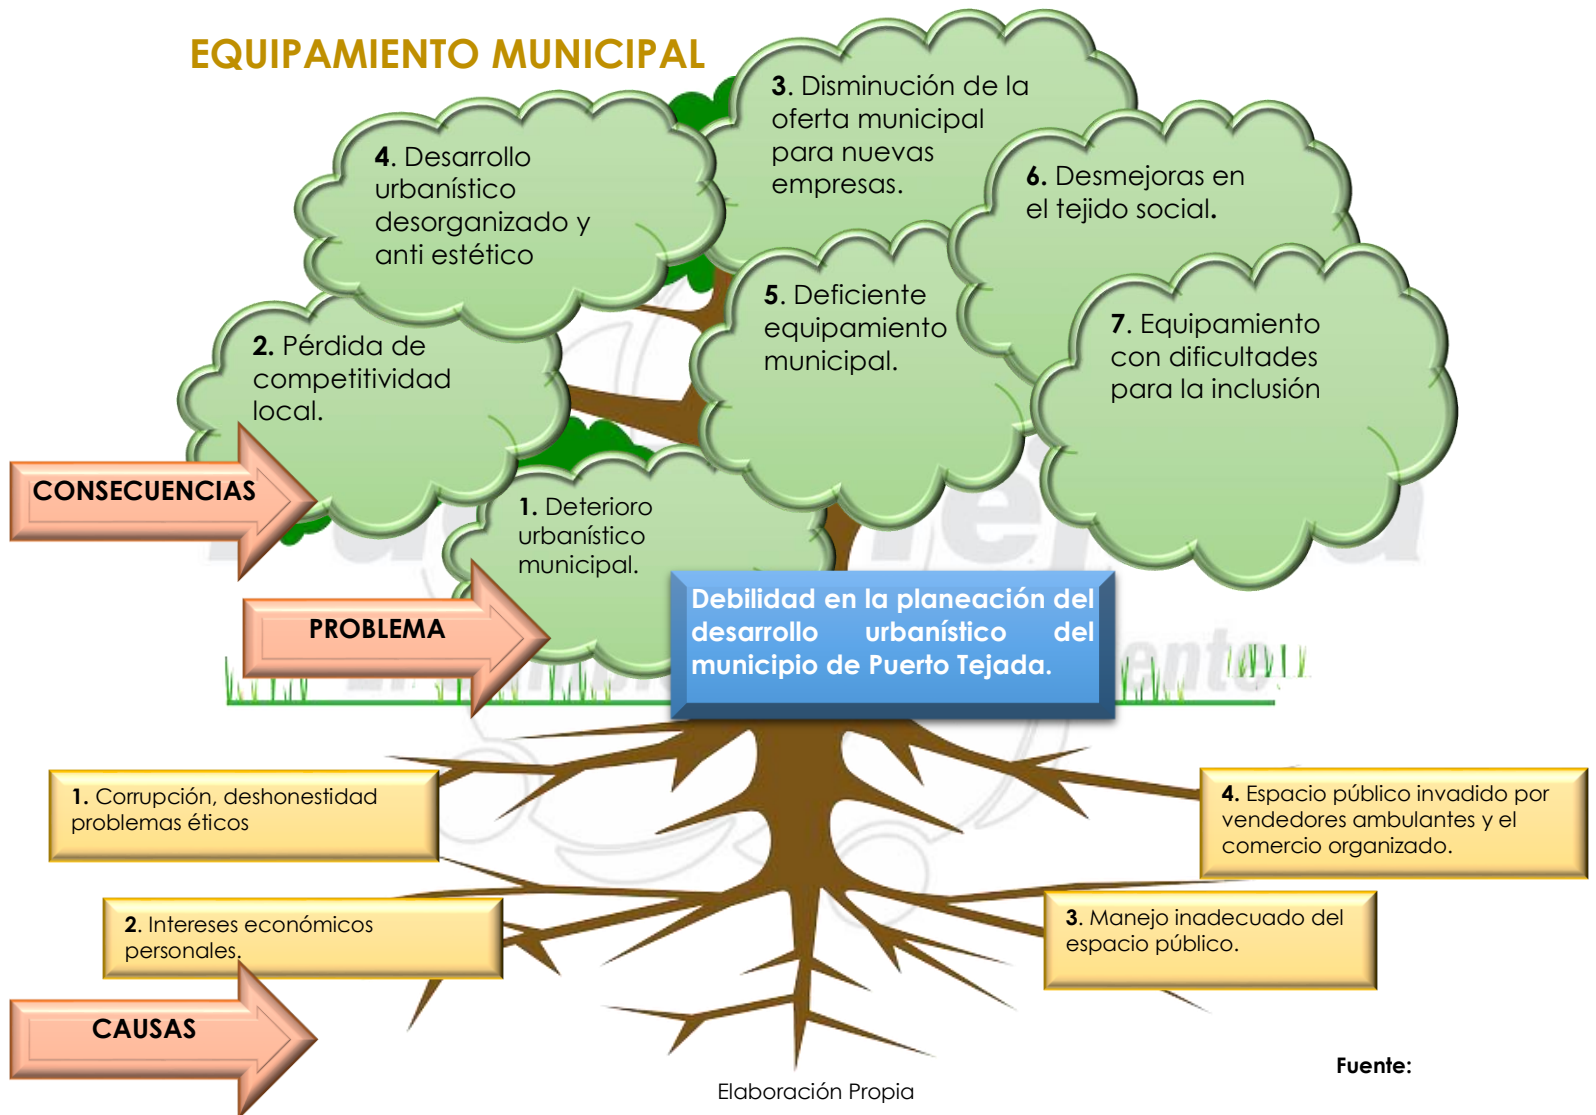 EQUIPAMIENTO MUNICIPAL
3. Disminución de la
oferta municipal
para nuevas
empresas.
4. Desarrollo
urbanístico
desorganizado y
anti estético
6. Desmejoras en
el tejido social.
5. Deficiente
equipamiento
municipal.
7. Equipamiento
con dificultades
para la inclusión
2. Pérdida de
competitividad
local.
CONSECUENCIAS
1. Deterioro
urbanístico
municipal.
PROBLEMA
Debilidad en la planeación del
desarrollo urbanístico del
municipio de Puerto Tejada.
1. Corrupción, deshonestidad
problemas éticos
4. Espacio público invadido por
vendedores ambulantes y el
comercio organizado.
2. Intereses económicos
personales.
3. Manejo inadecuado del
espacio público.
CAUSAS
Fuente:
Elaboración Propia